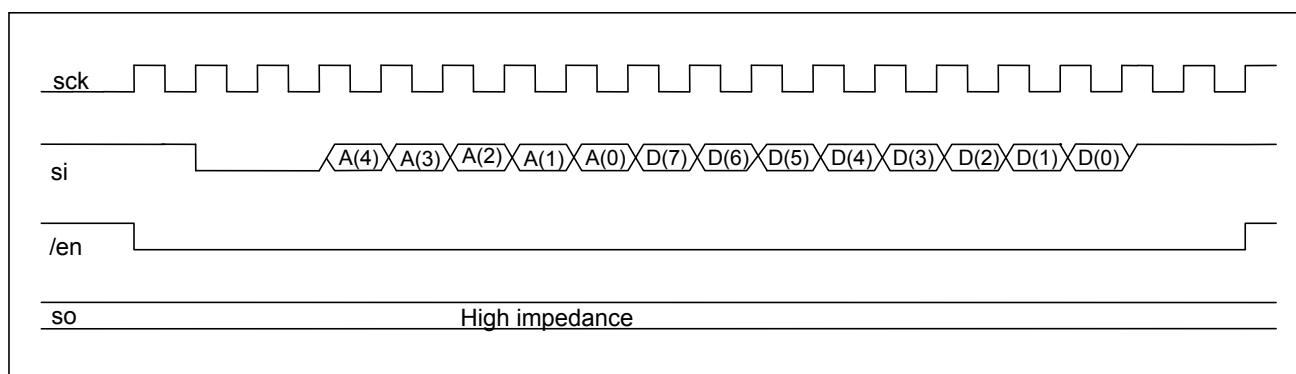 sck
si
A(4) A(3) A(2) A(1) A(0) D(7) D(6) D(5) D(4) D(3) D(2) D(1) D(0)
/en
so
High impedance